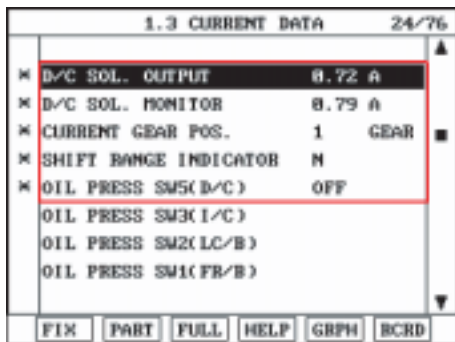 1.3 CURRENT DATA 24/76
* D/C SOL. OUTPUT 0.72 A
* D/C SOL. MONITOR 0.79 A
* CURRENT GEAR POS. 1 GEAR
* SHIFT RANGE INDICATOR N
* OIL PRESS SW5(D/C) OFF
OIL PRESS SW3(I/C)
OIL PRESS SW2(LC/B)
OIL PRESS SW1(FR/B)
FIX PART FULL HELP GRPH RCRD